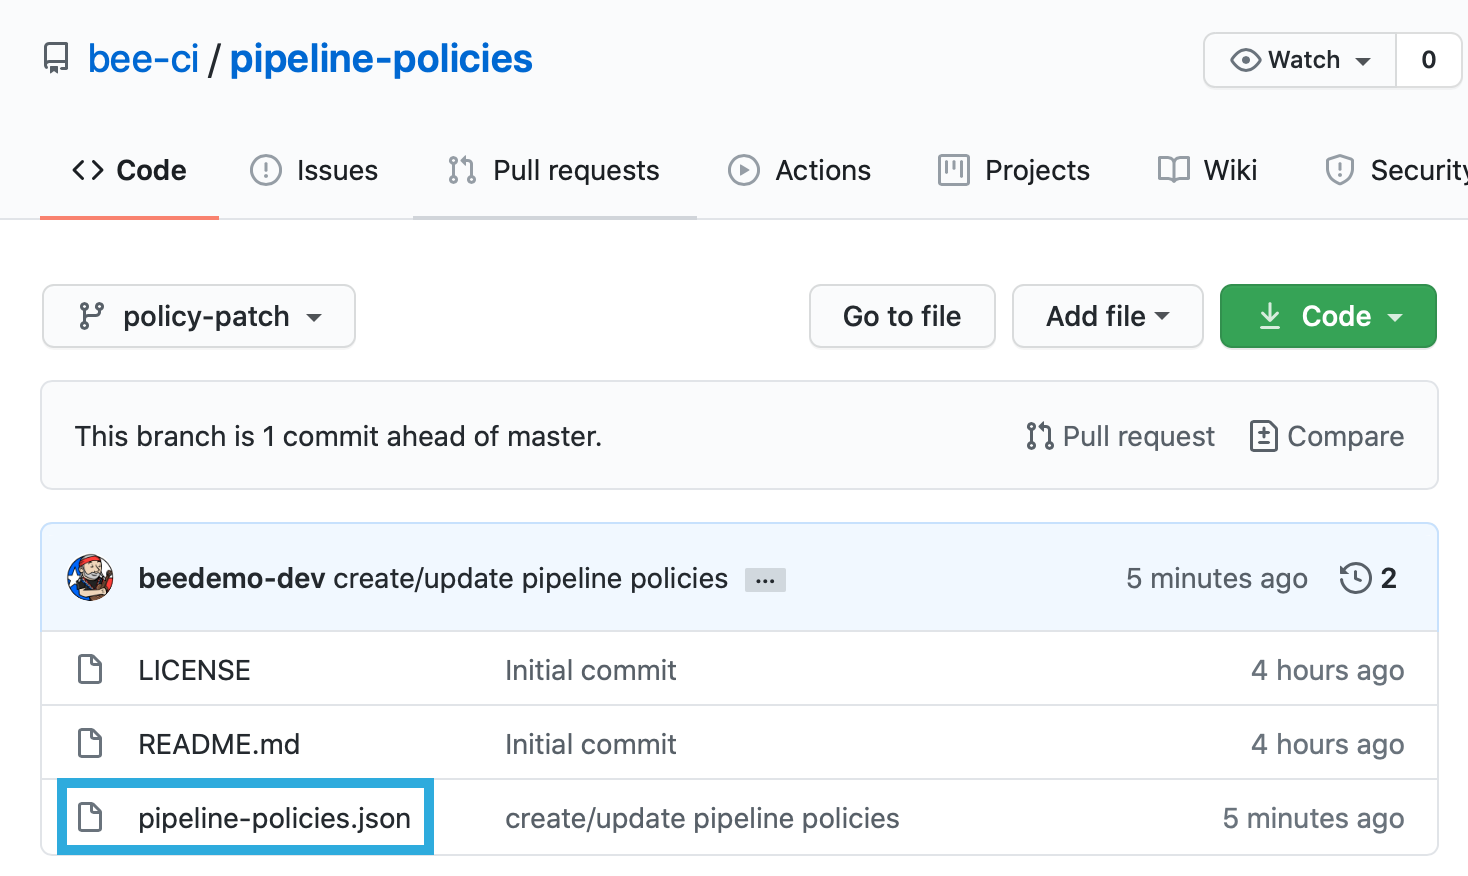 bee-ci / pipeline-policies
Watch 0
Code Issues Pull requests Actions Projects Wiki Security
policy-patch Go to file Add file Code
This branch is 1 commit ahead of master. Pull request Compare
beedemo-dev create/update pipeline policies ... 5 minutes ago 2
LICENSE Initial commit 4 hours ago
README.md Initial commit 4 hours ago
pipeline-policies.json create/update pipeline policies 5 minutes ago